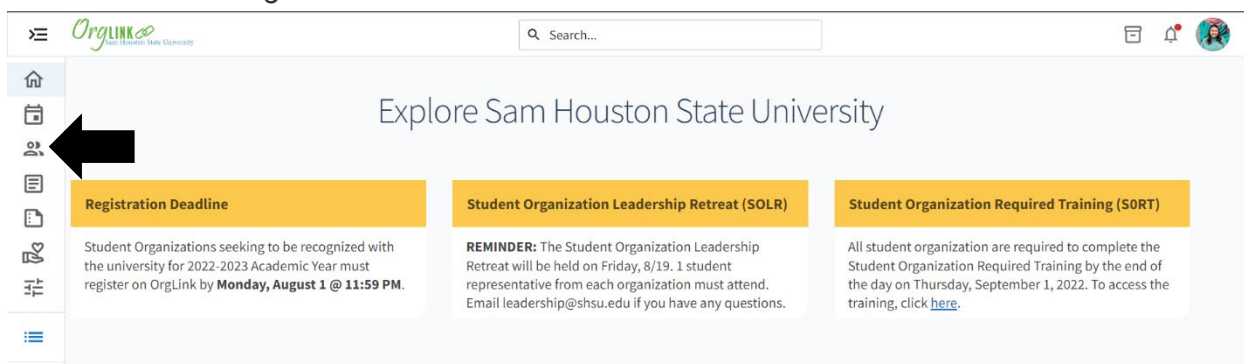 OrgLINK
Sam Houston State University
Search...
Explore Sam Houston State University
Registration Deadline
Student Organizations seeking to be recognized with
the university for 2022-2023 Academic Year must
register on OrgLink by Monday, August 1 @ 11:59 PM.
Student Organization Leadership Retreat (SOLR)
REMINDER: The Student Organization Leadership
Retreat will be held on Friday, 8/19. 1 student
representative from each organization must attend.
Email leadership@shsu.edu if you have any questions.
Student Organization Required Training (S0RT)
All student organization are required to complete the
Student Organization Required Training by the end of
the day on Thursday, September 1, 2022. To access the
training, click here.